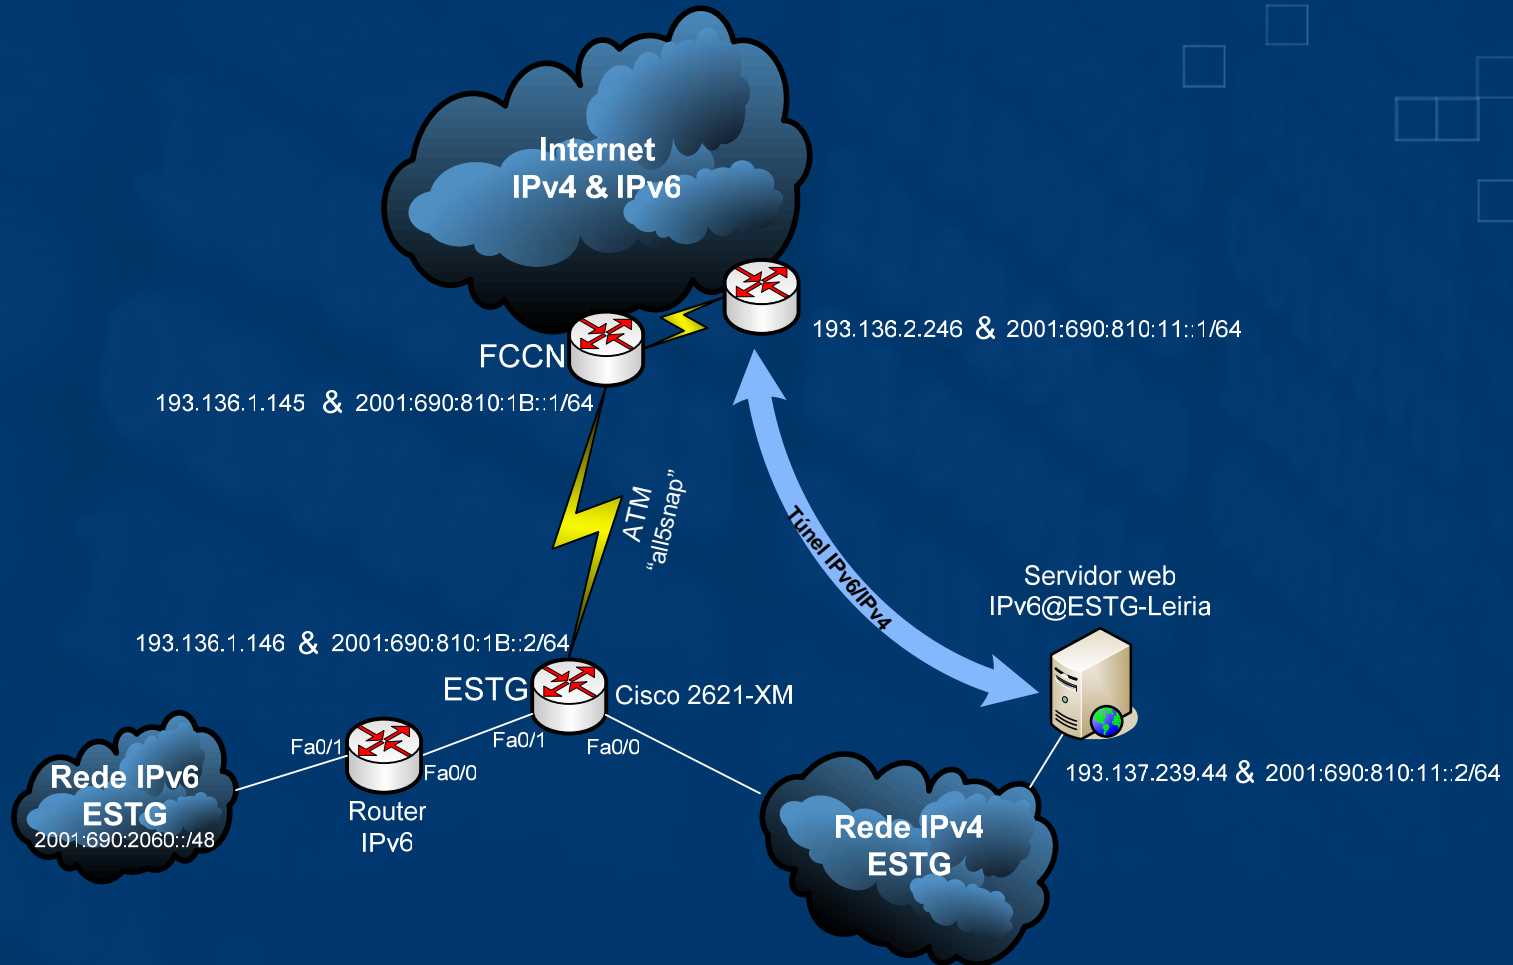 Internet
IPv4 & IPv6
193.136.2.246 & 2001:690:810:11::1/64
FCCN
193.136.1.145 & 2001:690:810:1B::1/64
ATM
“all5snap”
Túnel IPv6/IPv4
Servidor web
IPv6@ESTG-Leiria
193.136.1.146 & 2001:690:810:1B::2/64
ESTG
Cisco 2621-XM
Fa0/1
Fa0/0
Fa0/1
Fa0/0
Router
IPv6
Rede IPv6
ESTG
2001:690:2060::/48
193.137.239.44 & 2001:690:810:11::2/64
Rede IPv4
ESTG